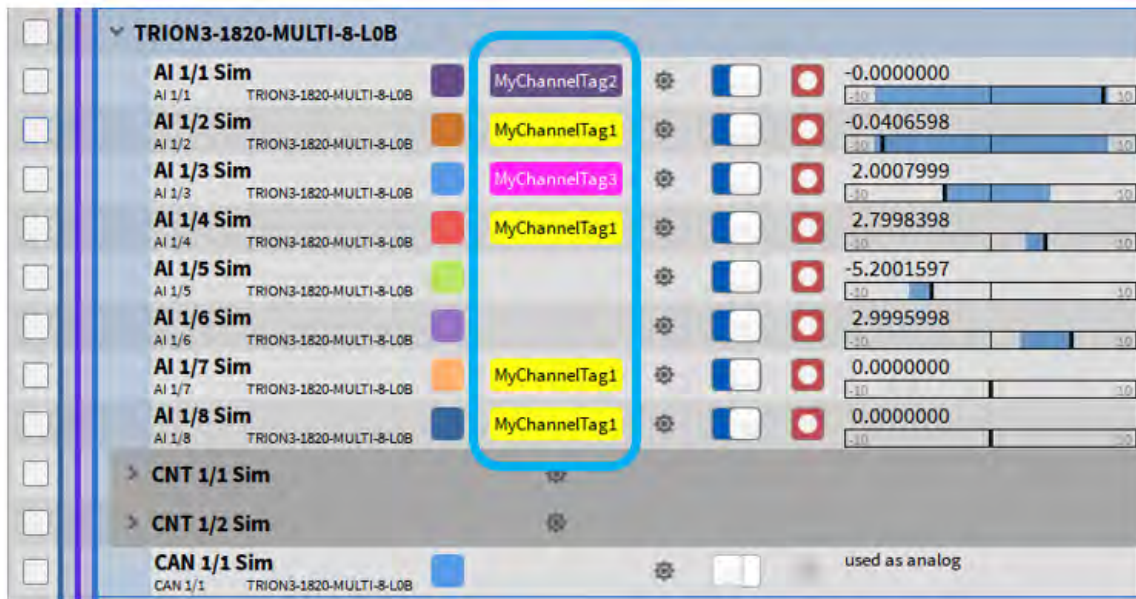 TRION3-1820-MULTI-8-L0B
AI 1/1 Sim
AI 1/1 TRION3-1820-MULTI-8-L0B
MyChannelTag2
-0.0000000
-10 10
AI 1/2 Sim
AI 1/2 TRION3-1820-MULTI-8-L0B
MyChannelTag1
-0.0406598
-10 10
AI 1/3 Sim
AI 1/3 TRION3-1820-MULTI-8-L0B
MyChannelTag3
2.0007999
-10 10
AI 1/4 Sim
AI 1/4 TRION3-1820-MULTI-8-L0B
MyChannelTag1
2.7998398
-10 10
AI 1/5 Sim
AI 1/5 TRION3-1820-MULTI-8-L0B
-5.2001597
-10 10
AI 1/6 Sim
AI 1/6 TRION3-1820-MULTI-8-L0B
2.9995998
-10 10
AI 1/7 Sim
AI 1/7 TRION3-1820-MULTI-8-L0B
MyChannelTag1
0.0000000
-10 10
AI 1/8 Sim
AI 1/8 TRION3-1820-MULTI-8-L0B
MyChannelTag1
0.0000000
-10 10
CNT 1/1 Sim
CNT 1/2 Sim
CAN 1/1 Sim
CAN 1/1 TRION3-1820-MULTI-8-L0B
used as analog